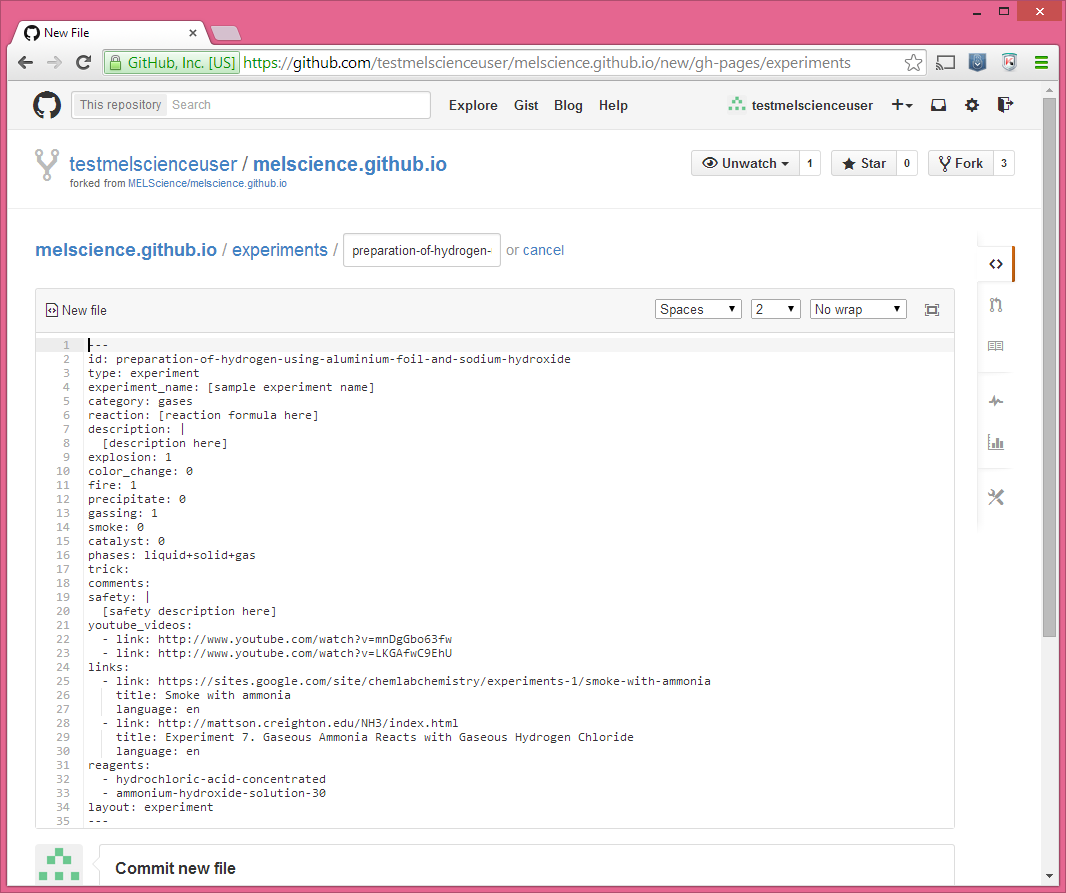 New File
GitHub, Inc. [US] https://github.com/testmelscienceuser/melscience.github.io/new/gh-pages/experiments
This repository Search Explore Gist Blog Help testmelscienceuser
testmelscienceuser / melscience.github.io Unwatch 1 Star 0 Fork 3
forked from MELScience/melscience.github.io
melscience.github.io / experiments / preparation-of-hydrogen- or cancel
New file Spaces 2 No wrap
1 ---
2 id: preparation-of-hydrogen-using-aluminium-foil-and-sodium-hydroxide
3 type: experiment
4 experiment_name: [sample experiment name]
5 category: gases
6 reaction: [reaction formula here]
7 description: |
8 [description here]
9 explosion: 1
10 color_change: 0
11 fire: 1
12 precipitate: 0
13 gassing: 1
14 smoke: 0
15 catalyst: 0
16 phases: liquid+solid+gas
17 trick:
18 comments:
19 safety: |
20 [safety description here]
21 youtube_videos:
22 - link: http://www.youtube.com/watch?v=mnDgGbo63fw
23 - link: http://www.youtube.com/watch?v=LKGAfwC9EhU
24 links:
25 - link: https://sites.google.com/site/chemlabchemistry/experiments-1/smoke-with-ammonia
26 title: Smoke with ammonia
27 language: en
28 - link: http://mattson.creighton.edu/NH3/index.html
29 title: Experiment 7. Gaseous Ammonia Reacts with Gaseous Hydrogen Chloride
30 language: en
31 reagents:
32 - hydrochloric-acid-concentrated
33 - ammonium-hydroxide-solution-30
34 layout: experiment
35 ---
Commit new file